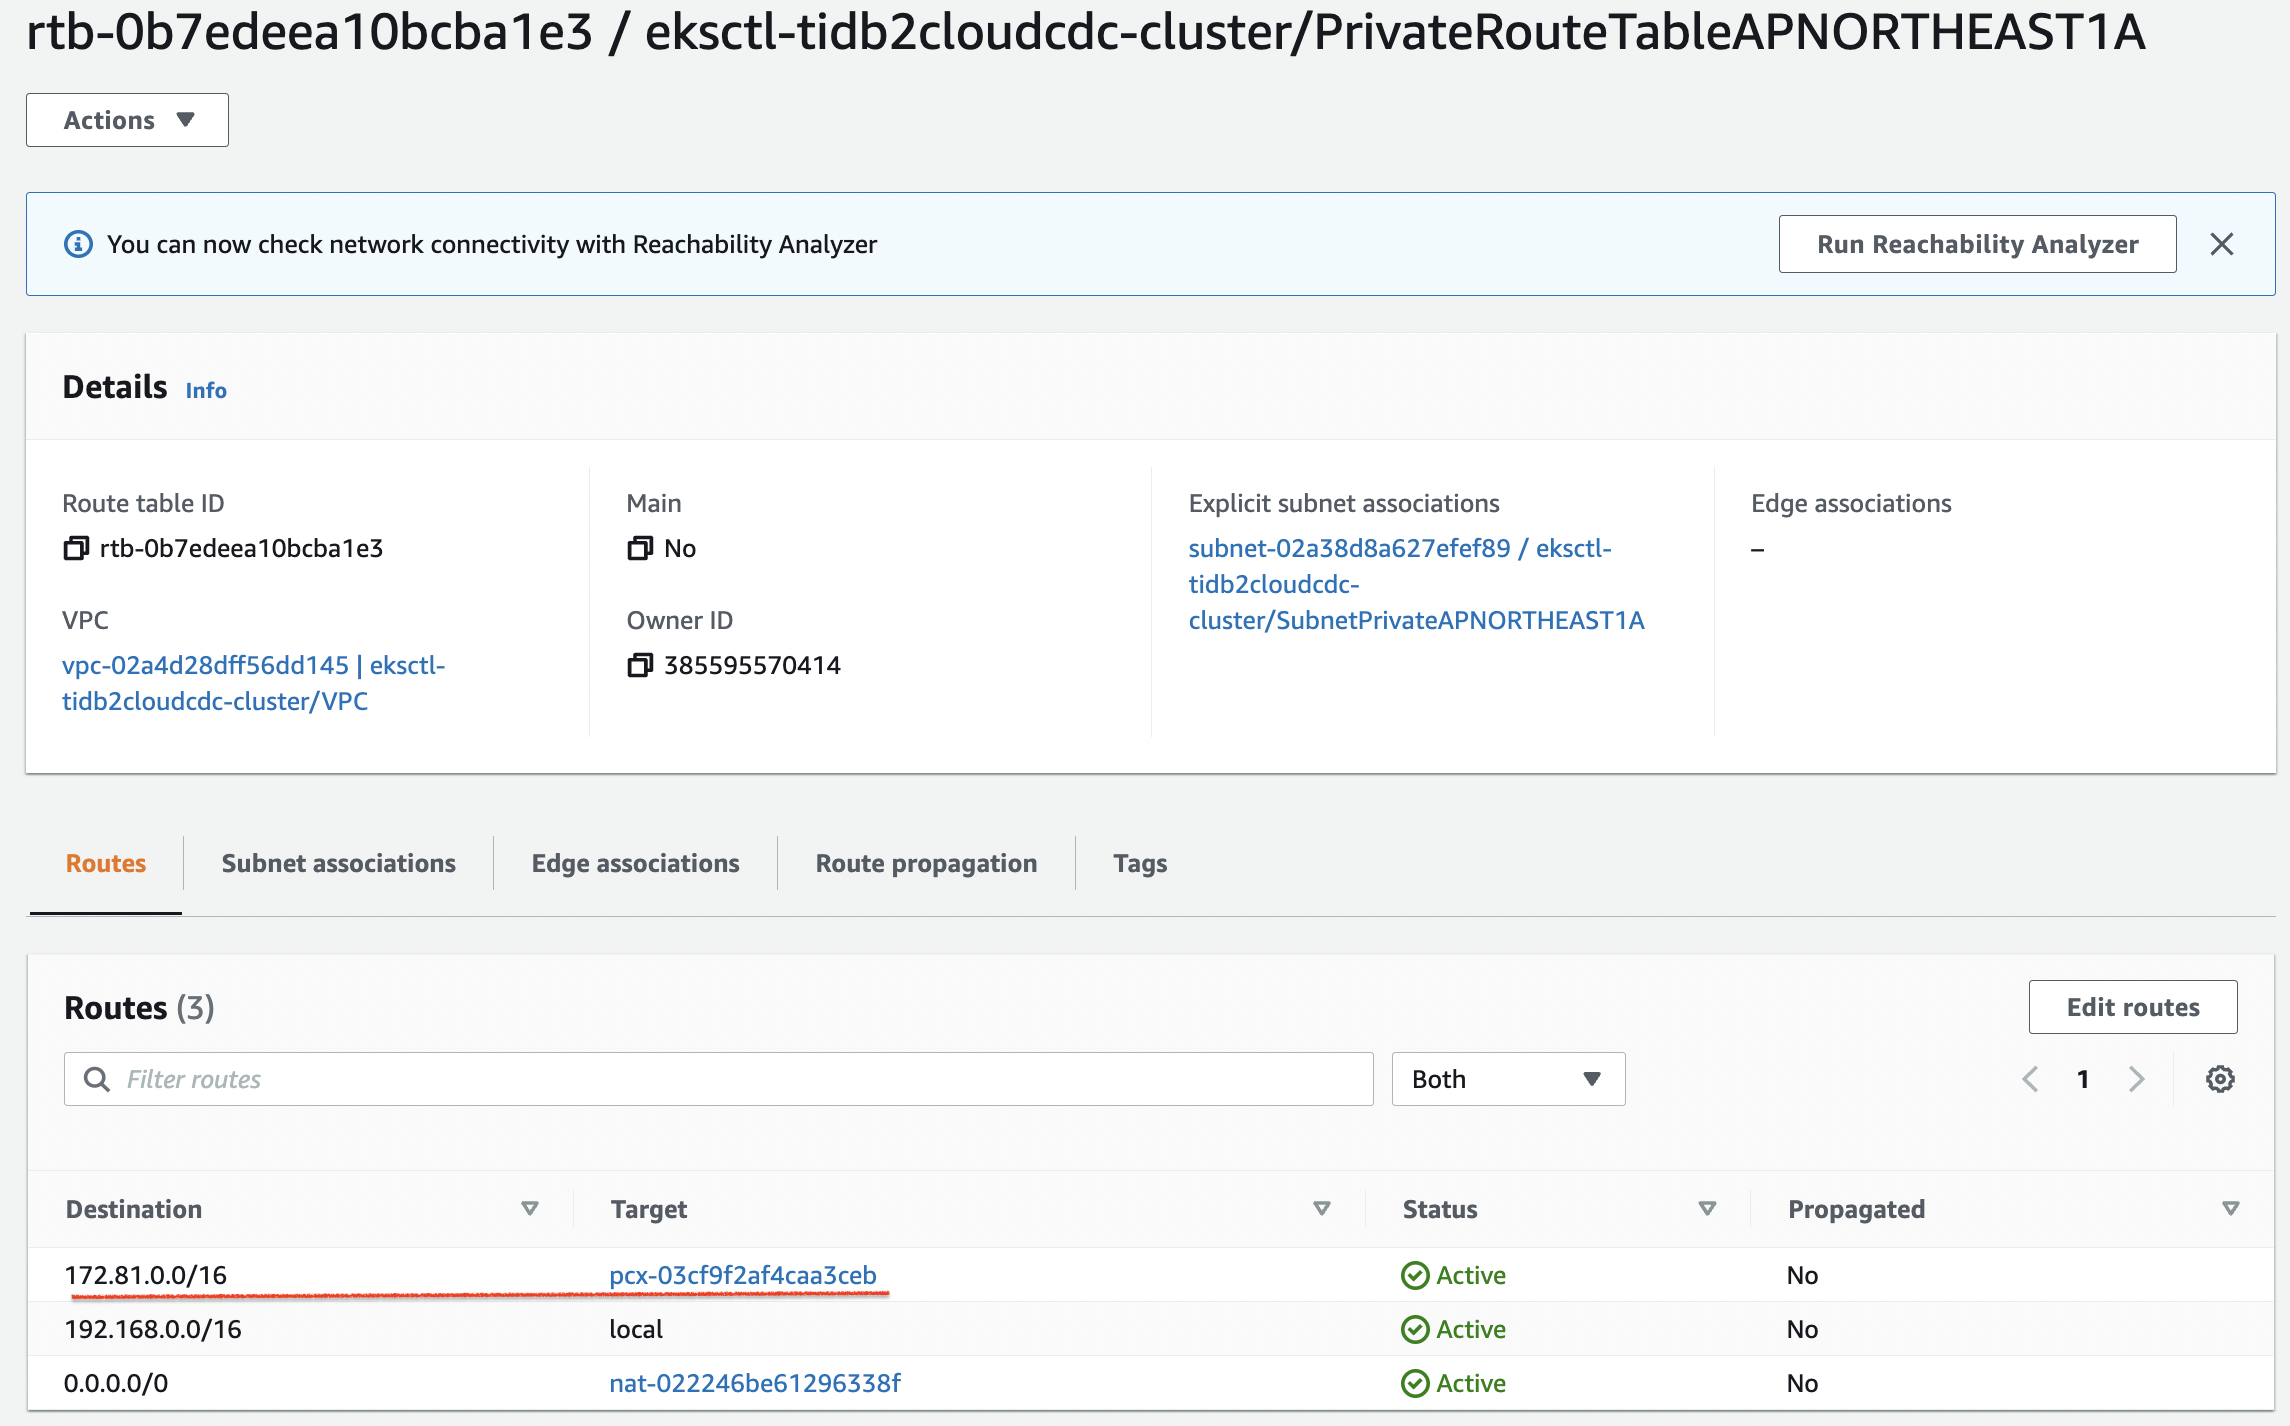 rtb-0b7edeea10bcba1e3 / eksctl-tidb2cloudcdc-cluster/PrivateRouteTableAPNORTHEAST1A
Actions
You can now check network connectivity with Reachability Analyzer
Run Reachability Analyzer
Details Info
Route table ID
rtb-0b7edeea10bcba1e3
Main
No
Explicit subnet associations
subnet-02a38d8a627efef89 / eksctl-
tidb2cloudcdc-
cluster/SubnetPrivateAPNORTHEAST1A
Edge associations
–
VPC
vpc-02a4d28dff56dd145 | eksctl-
tidb2cloudcdc-cluster/VPC
Owner ID
385595570414
Routes Subnet associations Edge associations Route propagation Tags
Routes (3)
Edit routes
Filter routes
Both
1
Destination Target Status Propagated
172.81.0.0/16 pcx-03cf9f2af4caa3ceb Active No
192.168.0.0/16 local Active No
0.0.0.0/0 nat-022246be61296338f Active No